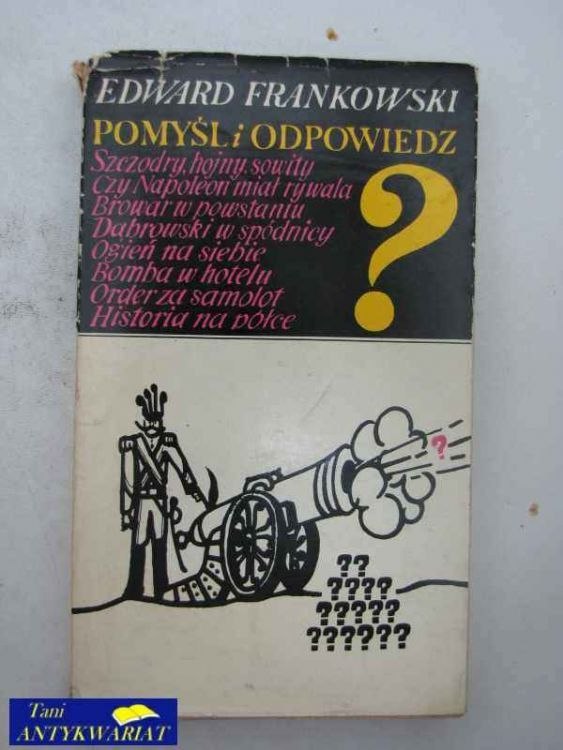 EDWARD FRANKOWSKI
POMYŚL i ODPOWIEDZ
?
Szczodry, hojny, sowity
Czy Napoleon miał rywala
Browar w powstaniu
Dąbrowski w spódnicy
Ogień na siebie
Bomba w hotelu
Order za samolot
Historia na półce
?
??
????
?????
??????
Tani
ANTYKWARIAT